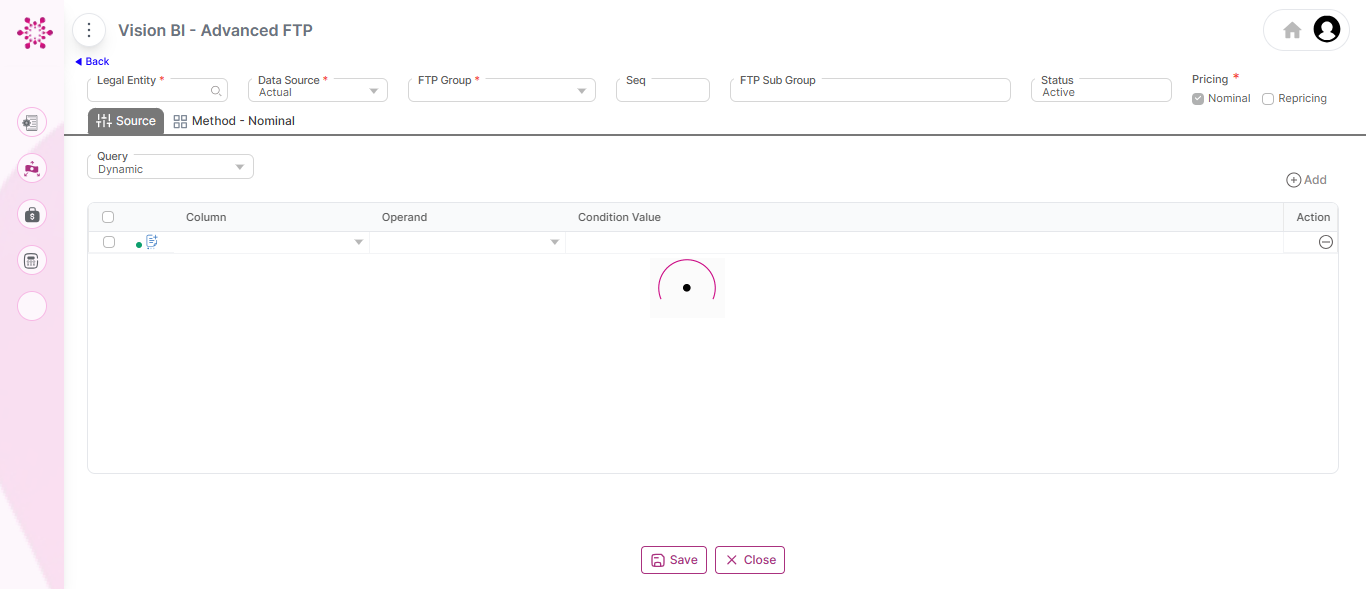 Vision BI - Advanced FTP
Back
Legal Entity *
Data Source *
Actual
FTP Group *
Seq
FTP Sub Group
Status
Active
Pricing *
Nominal
Repricing
Source
Method - Nominal
Query
Dynamic
Add
Column
Operand
Condition Value
Action
Save
Close